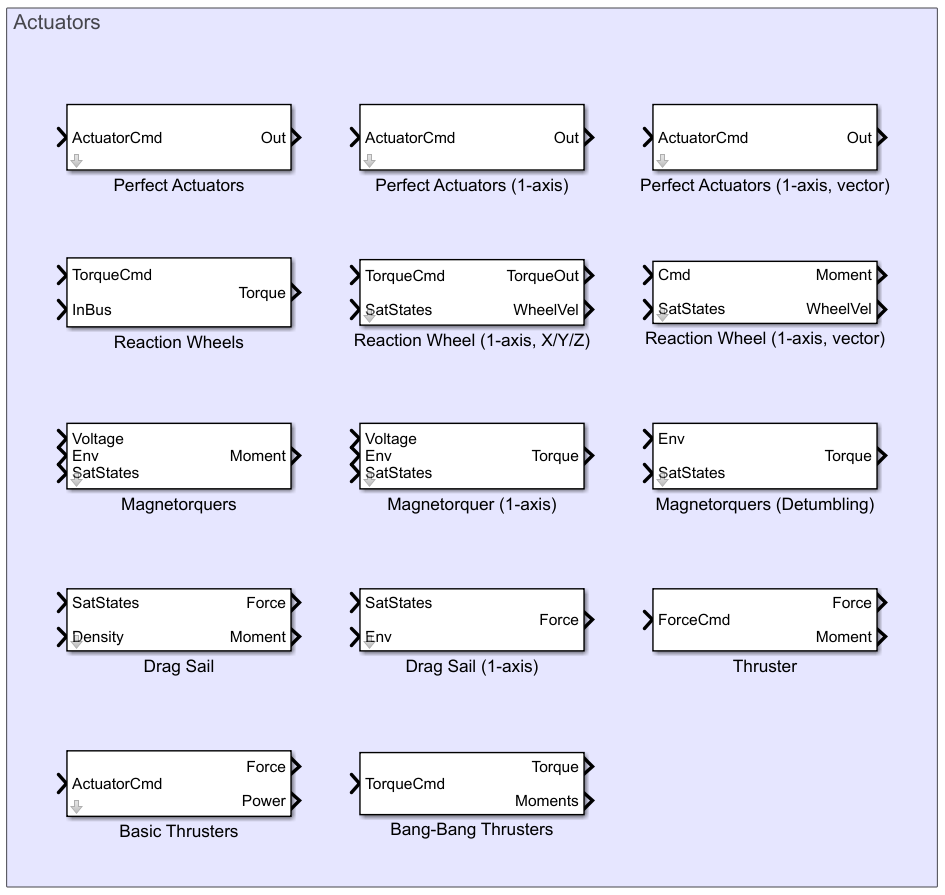 Actuators
ActuatorCmd
Out
Perfect Actuators
ActuatorCmd
Out
Perfect Actuators (1-axis)
ActuatorCmd
Out
Perfect Actuators (1-axis, vector)
TorqueCmd
InBus
Torque
Reaction Wheels
TorqueCmd
SatStates
TorqueOut
WheelVel
Reaction Wheel (1-axis, X/Y/Z)
Cmd
SatStates
Moment
WheelVel
Reaction Wheel (1-axis, vector)
Voltage
Env
SatStates
Moment
Magnetorquers
Voltage
Env
SatStates
Torque
Magnetorquer (1-axis)
Env
SatStates
Torque
Magnetorquers (Detumbling)
SatStates
Density
Force
Moment
Drag Sail
SatStates
Env
Force
Drag Sail (1-axis)
ForceCmd
Force
Moment
Thruster
ActuatorCmd
Force
Power
Basic Thrusters
TorqueCmd
Torque
Moments
Bang-Bang Thrusters